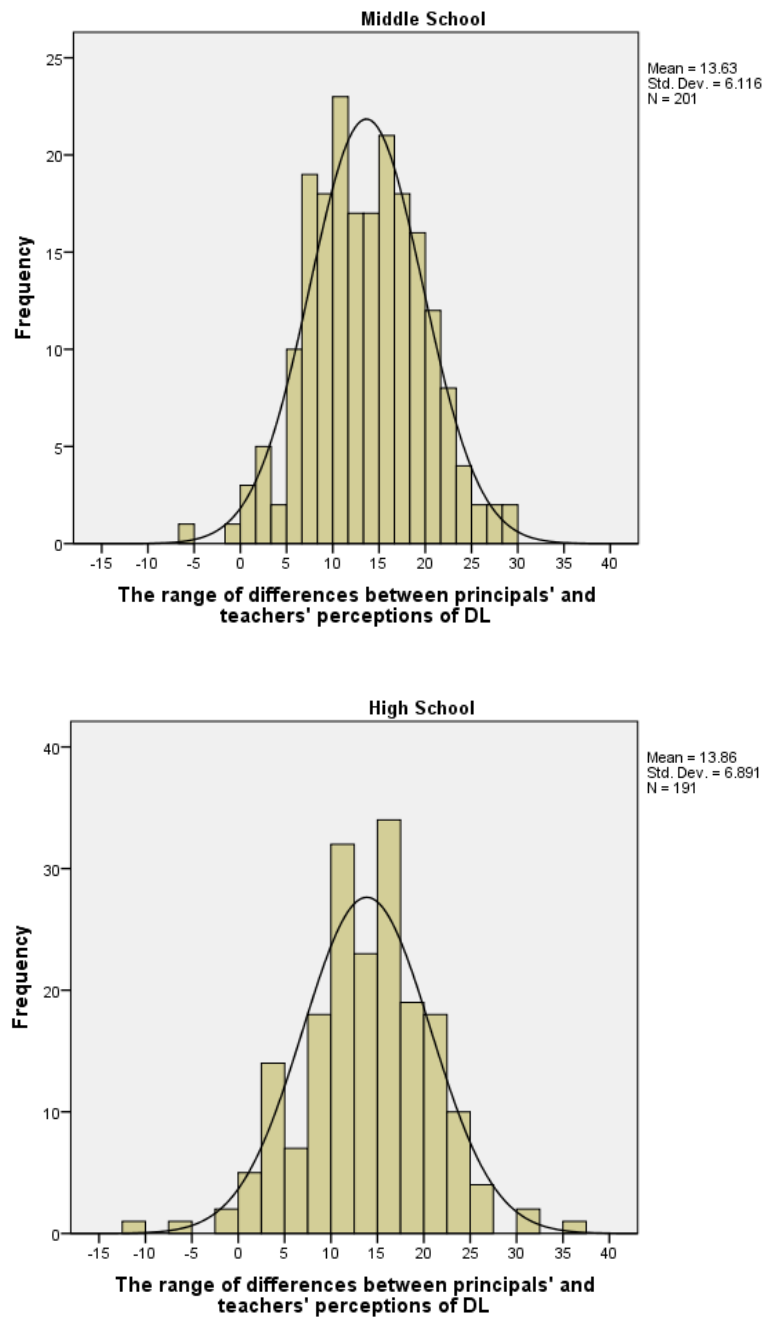 Middle School
Mean = 13.63
Std. Dev. = 6.116
N = 201
25
20
15
10
5
0
Frequency
-15 -10 -5 0 5 10 15 20 25 30 35 40
The range of differences between principals' and
teachers' perceptions of DL
High School
Mean = 13.86
Std. Dev. = 6.891
N = 191
40
30
20
10
0
Frequency
-15 -10 -5 0 5 10 15 20 25 30 35 40
The range of differences between principals' and
teachers' perceptions of DL